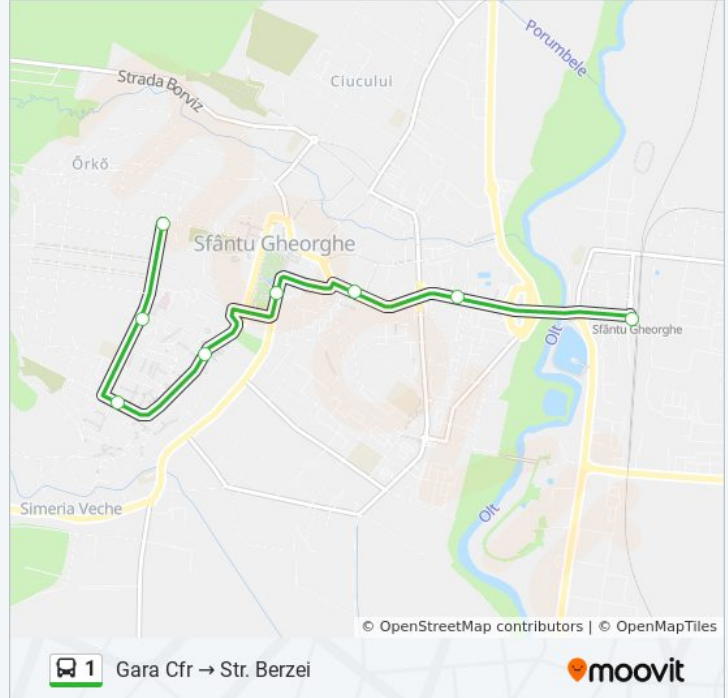 Porumbele
Ciucului
Strada Borviz
Őrkő
Sfântu Gheorghe
Olt
Sfântu Gheorghe
Simeria Veche
Olt
© OpenStreetMap contributors | © OpenMapTiles
1 Gara Cfr → Str. Berzei
moovit